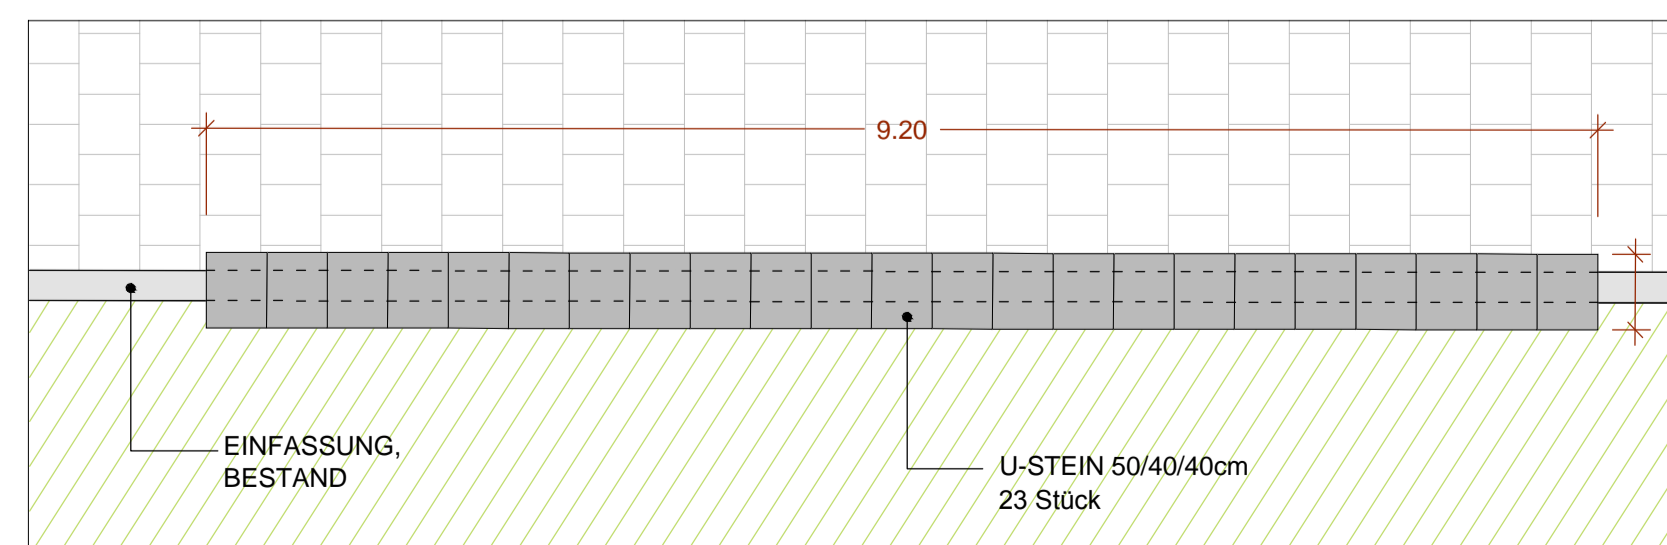 9.20
EINFASSUNG,
BESTAND
U-STEIN 50/40/40cm
23 Stück